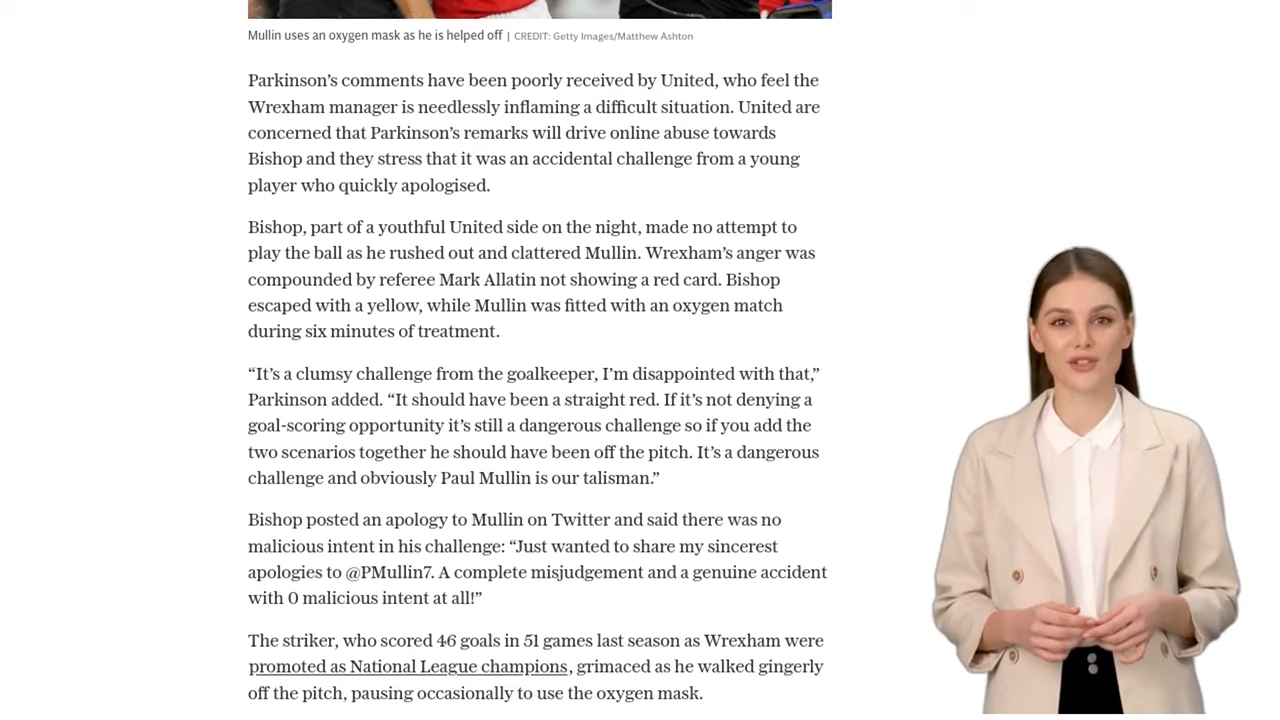 Mullin uses an oxygen mask as he is helped off | CREDIT: Getty Images/Matthew Ashton
Parkinson’s comments have been poorly received by United, who feel the
Wrexham manager is needlessly inflaming a difficult situation. United are
concerned that Parkinson’s remarks will drive online abuse towards
Bishop and they stress that it was an accidental challenge from a young
player who quickly apologised.
Bishop, part of a youthful United side on the night, made no attempt to
play the ball as he rushed out and clattered Mullin. Wrexham’s anger was
compounded by referee Mark Allatin not showing a red card. Bishop
escaped with a yellow, while Mullin was fitted with an oxygen match
during six minutes of treatment.
“It’s a clumsy challenge from the goalkeeper, I’m disappointed with that,”
Parkinson added. “It should have been a straight red. If it’s not denying a
goal-scoring opportunity it’s still a dangerous challenge so if you add the
two scenarios together he should have been off the pitch. It’s a dangerous
challenge and obviously Paul Mullin is our talisman.”
Bishop posted an apology to Mullin on Twitter and said there was no
malicious intent in his challenge: “Just wanted to share my sincerest
apologies to @PMullin7. A complete misjudgement and a genuine accident
with 0 malicious intent at all!”
The striker, who scored 46 goals in 51 games last season as Wrexham were
promoted as National League champions, grimaced as he walked gingerly
off the pitch, pausing occasionally to use the oxygen mask.